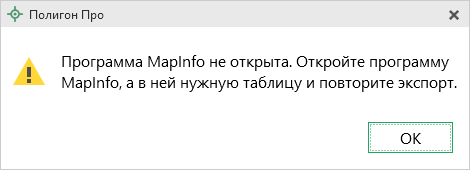 Полигон Про
Программа MapInfo не открыта. Откройте программу
MapInfo, а в ней нужную таблицу и повторите экспорт.
OK